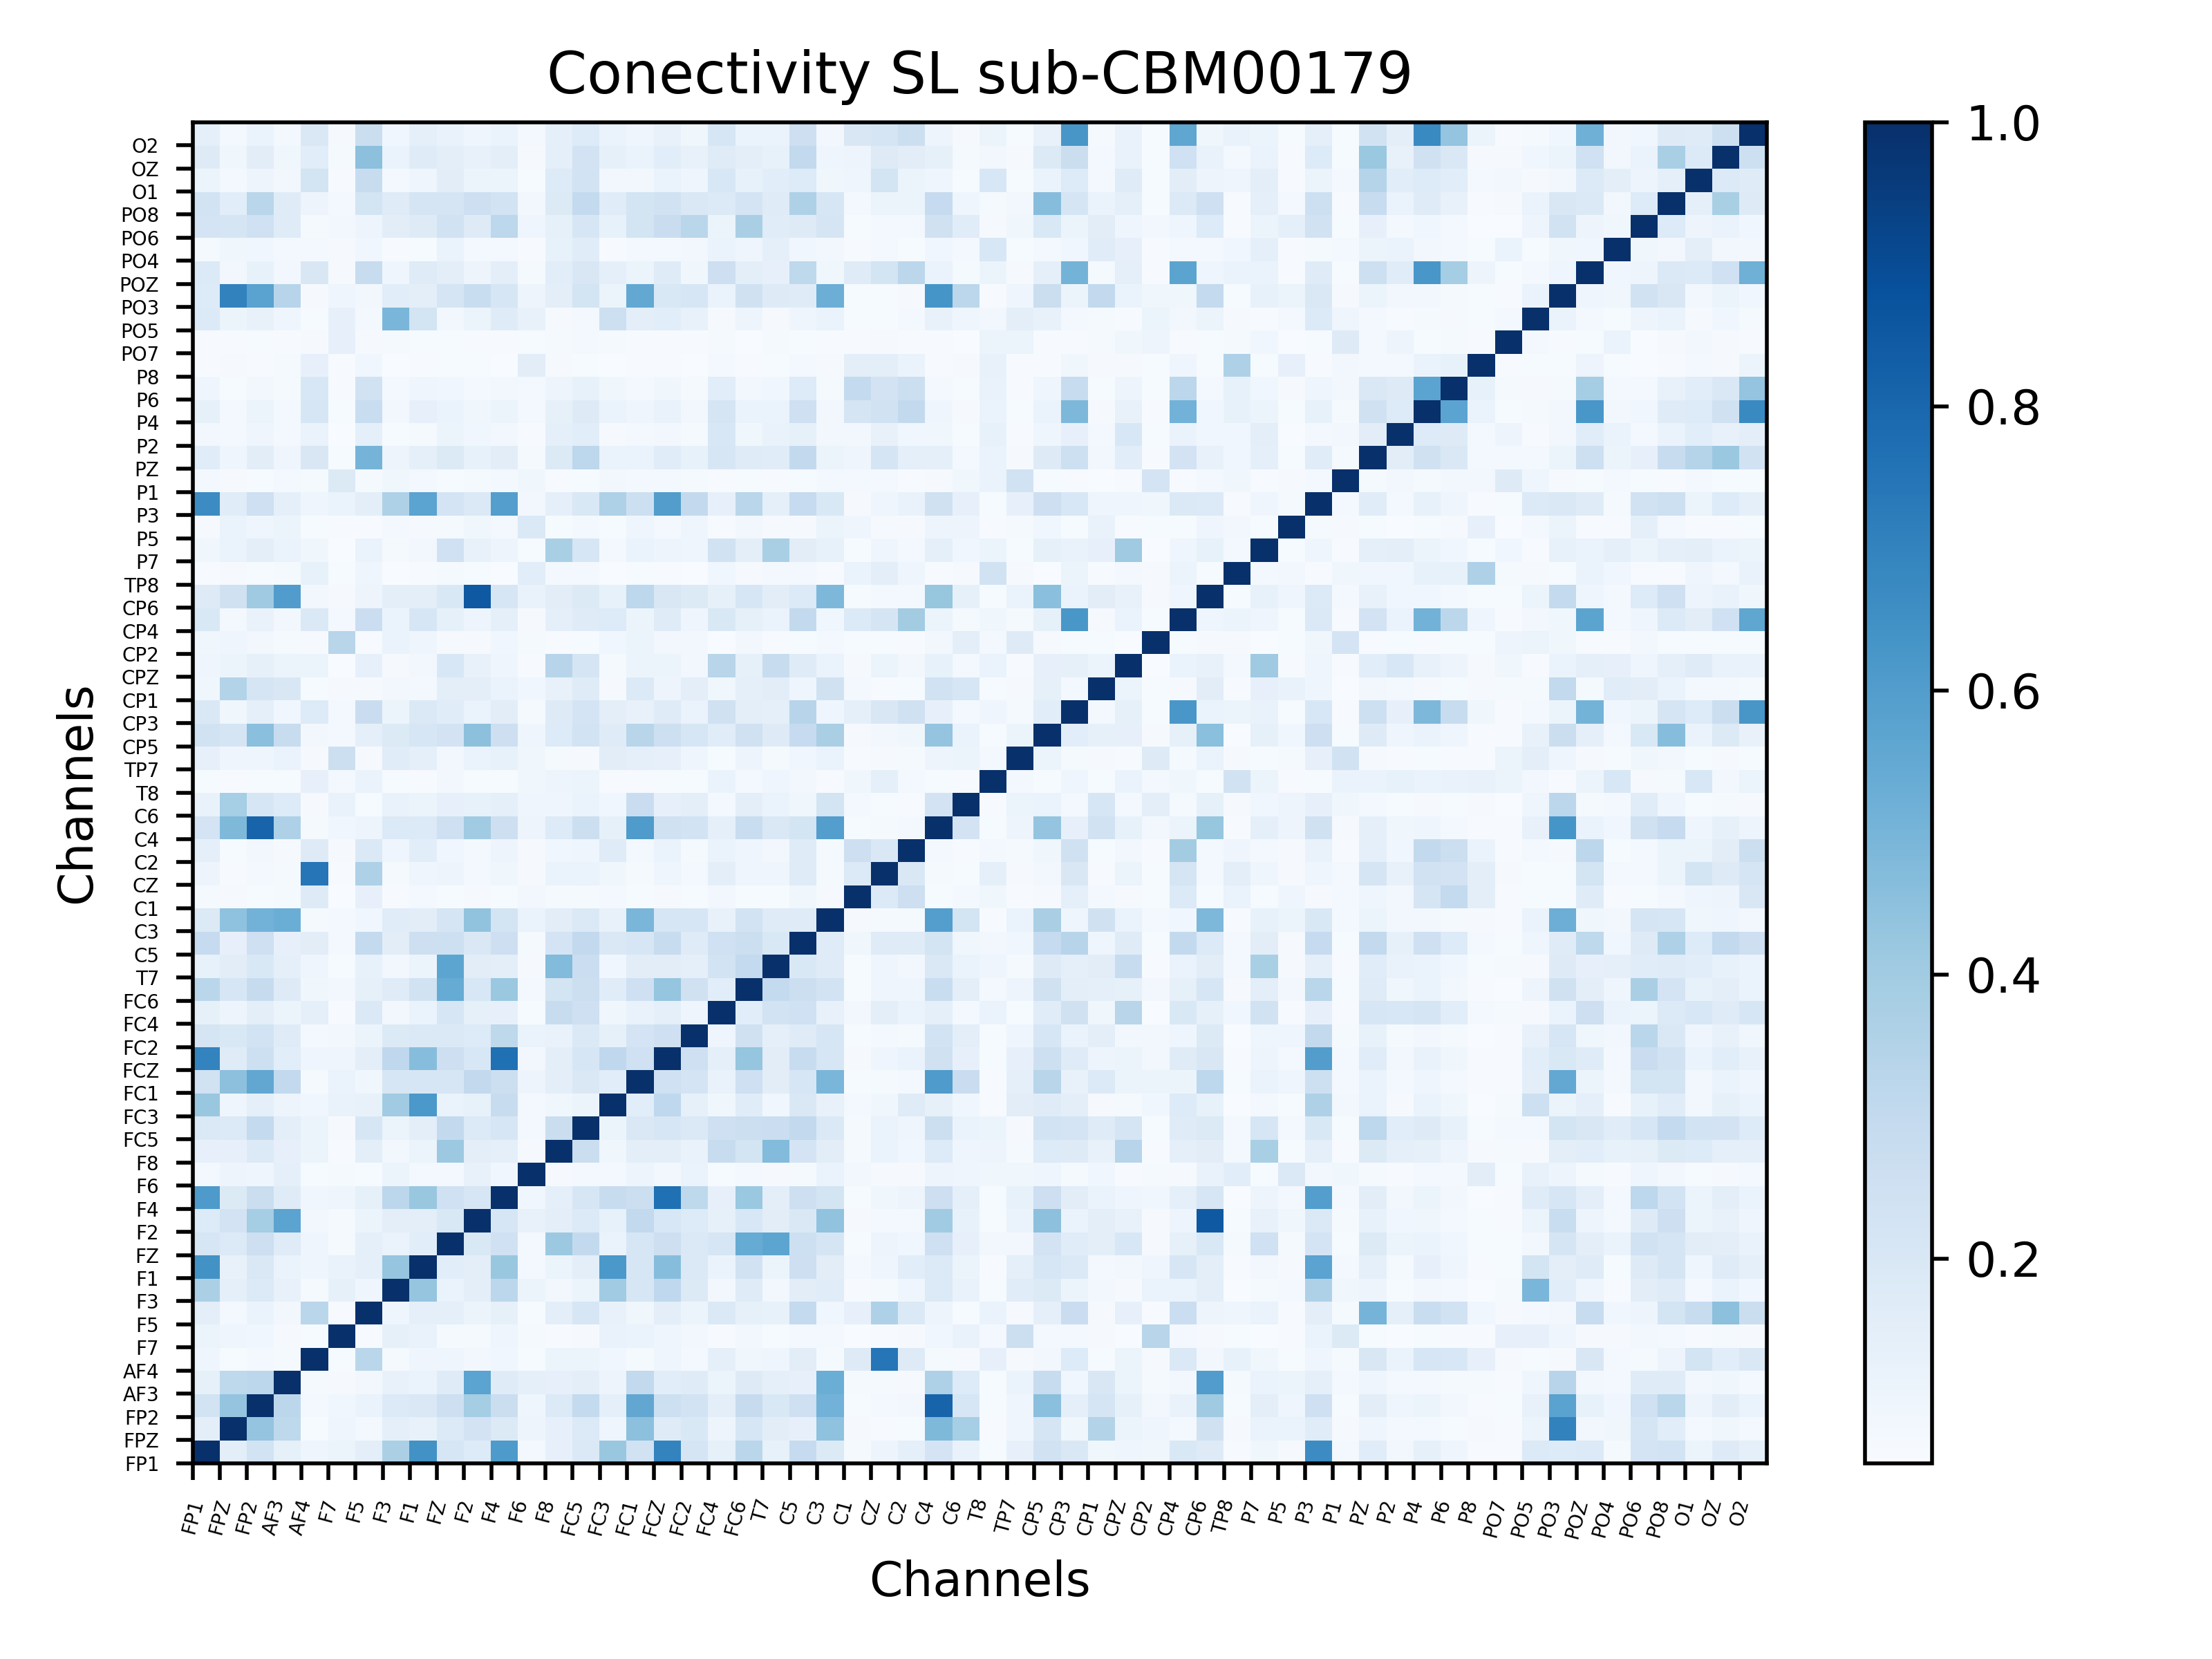 Conectivity SL sub-CBM00179
Channels
O2
OZ
O1
PO8
PO6
PO4
POZ
PO3
PO5
PO7
P8
P6
P4
P2
PZ
P1
P3
P5
P7
TP8
CP6
CP4
CP2
CPZ
CP1
CP3
CP5
TP7
T8
C6
C4
C2
CZ
C1
C3
C5
T7
FC6
FC4
FC2
FCZ
FC1
FC3
FC5
F8
F6
F4
F2
FZ
F1
F3
F5
F7
AF4
AF3
FP2
FPZ
FP1
FP1 FPZ FP2 AF3 AF4 F7 F5 F3 F1 FZ F2 F4 F6 F8 FC5 FC3 FC1 FCZ FC2 FC4 FC6 T7 C5 C3 C1 CZ C2 C4 C6 T8 TP7 CP5 CP3 CP1 CPZ CP2 CP4 CP6 TP8 P7 P5 P3 P1 PZ P2 P4 P6 P8 PO7 PO5 PO3 POZ PO4 PO6 PO8 O1 OZ O2
Channels
1.0
0.8
0.6
0.4
0.2